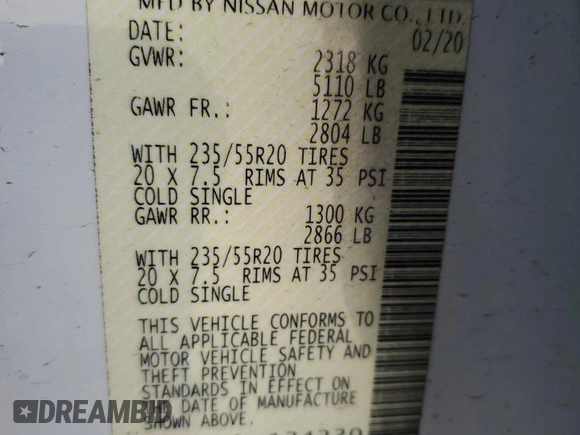 MFD BY NISSAN MOTOR CO., LTD.
DATE: 02/20
GVWR: 2318 KG
5110 LB
GAWR FR.: 1272 KG
2804 LB
WITH 235/55R20 TIRES
20 X 7.5 RIMS AT 35 PSI
COLD SINGLE
GAWR RR.: 1300 KG
2866 LB
WITH 235/55R20 TIRES
20 X 7.5 RIMS AT 35 PSI
COLD SINGLE
THIS VEHICLE CONFORMS TO
ALL APPLICABLE FEDERAL
MOTOR VEHICLE SAFETY AND
THEFT PREVENTION
STANDARDS IN EFFECT ON
THE DATE OF MANUFACTURE
SHOWN ABOVE.
DREAMBID